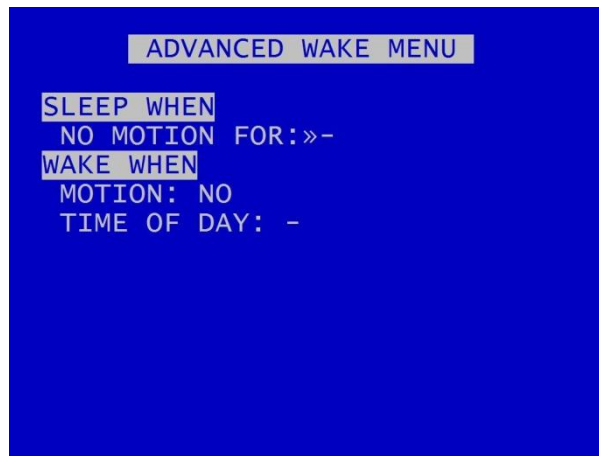 ADVANCED WAKE MENU
SLEEP WHEN
NO MOTION FOR:»-
WAKE WHEN
MOTION: NO
TIME OF DAY: -